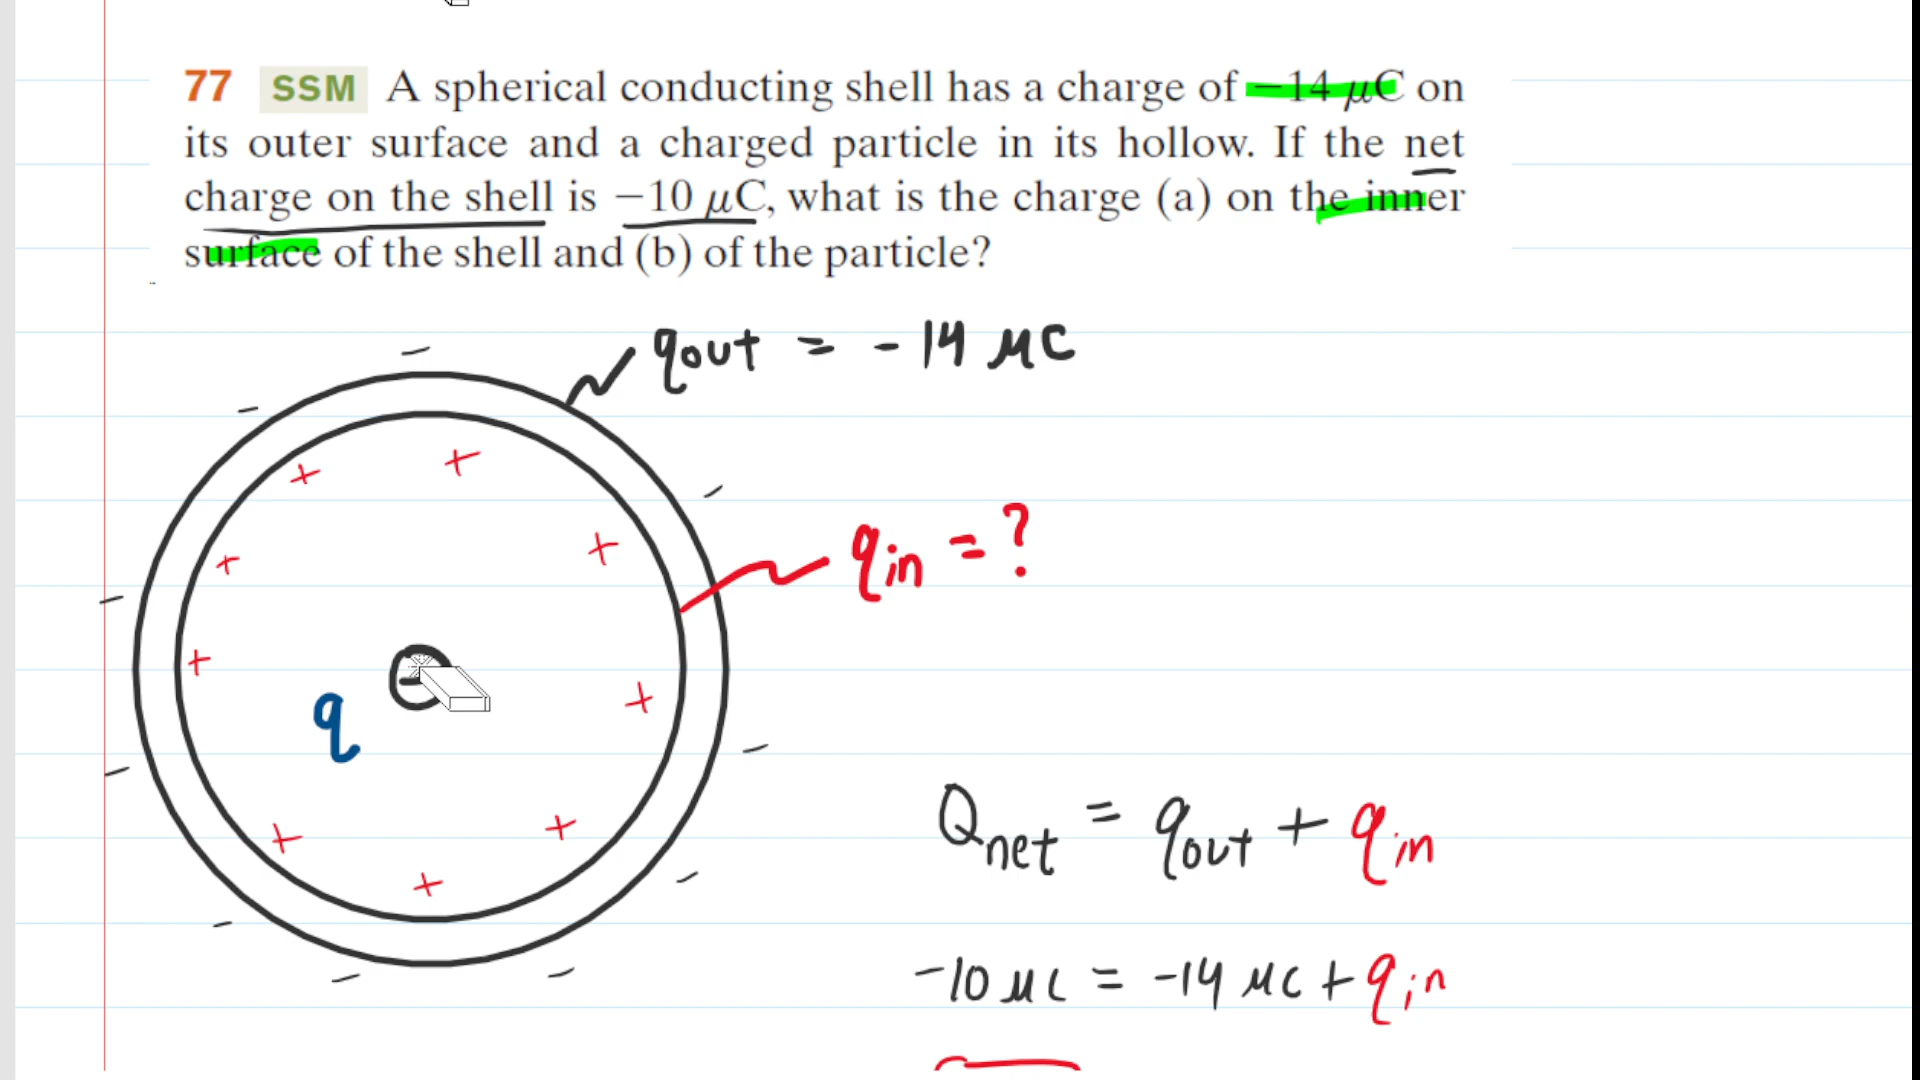 77 SSM A spherical conducting shell has a charge of −14 μC on
its outer surface and a charged particle in its hollow. If the net
charge on the shell is −10 μC, what is the charge (a) on the inner
surface of the shell and (b) of the particle?
qout = - 14 μC
qin = ?
q
Qnet = qout + qin
-10 μC = -14 μC + qin